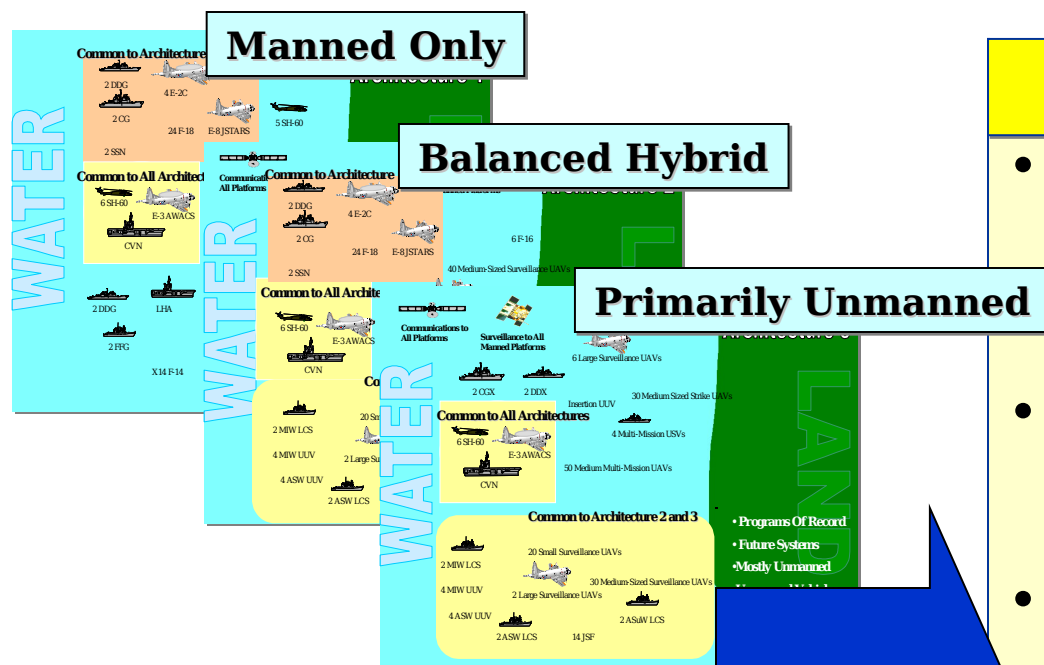 Manned Only
Common to Architecture
2 DDG
4 E-2C
2 CG
24 F-18
E-8 JSTARS
5 SH-60
2 SSN
WATER
Common to All Architect
6 SH-60
E-3 AWACS
CVN
2 DDG
LHA
2 FFG
X14 F-14
Balanced Hybrid
All Platforms
Common to Architecture
2 DDG
4 E-2C
2 CG
24 F-18
E-8 JSTARS
2 SSN
6 F-16
40 Medium-Sized Surveillance UAVs
WATER
Common to All Archite
6 SH-60
E-3 AWACS
CVN
Co
20 Sm
2 MIW LCS
4 MIW UUV
2 Large Su
4 ASW UUV
2 ASW LCS
Primarily Unmanned
Communications to
All Platforms
Surveillance to All
Manned Platforms
6 Large Surveillance UAVs
2 CGX
2 DDX
Insertion UUV
30 Medium Sized Strike UAVs
4 Multi-Mission USVs
50 Medium Multi-Mission UAVs
WATER
LAND
Common to All Architectures
6 SH-60
E-3 AWACS
CVN
Common to Architecture 2 and 3
20 Small Surveillance UAVs
2 MIW LCS
4 MIW UUV
30 Medium-Sized Surveillance UAVs
2 Large Surveillance UAVs
4 ASW UUV
2 ASuW LCS
2 ASW LCS
14 JSF
• Programs Of Record
• Future Systems
•Mostly Unmanned